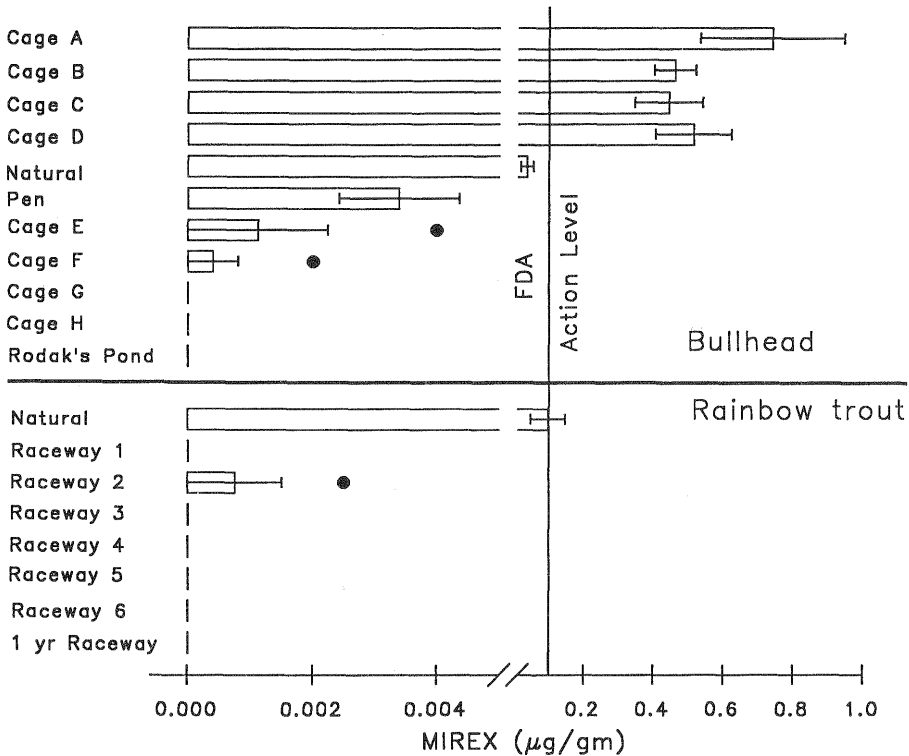 Cage A
Cage B
Cage C
Cage D
Natural
Pen
Cage E
Cage F
Cage G
Cage H
Rodak's Pond
FDA
Action Level
Bullhead
Rainbow trout
Natural
Raceway 1
Raceway 2
Raceway 3
Raceway 4
Raceway 5
Raceway 6
1 yr Raceway
0.000 0.002 0.004 0.2 0.4 0.6 0.8 1.0
MIREX (μg/gm)